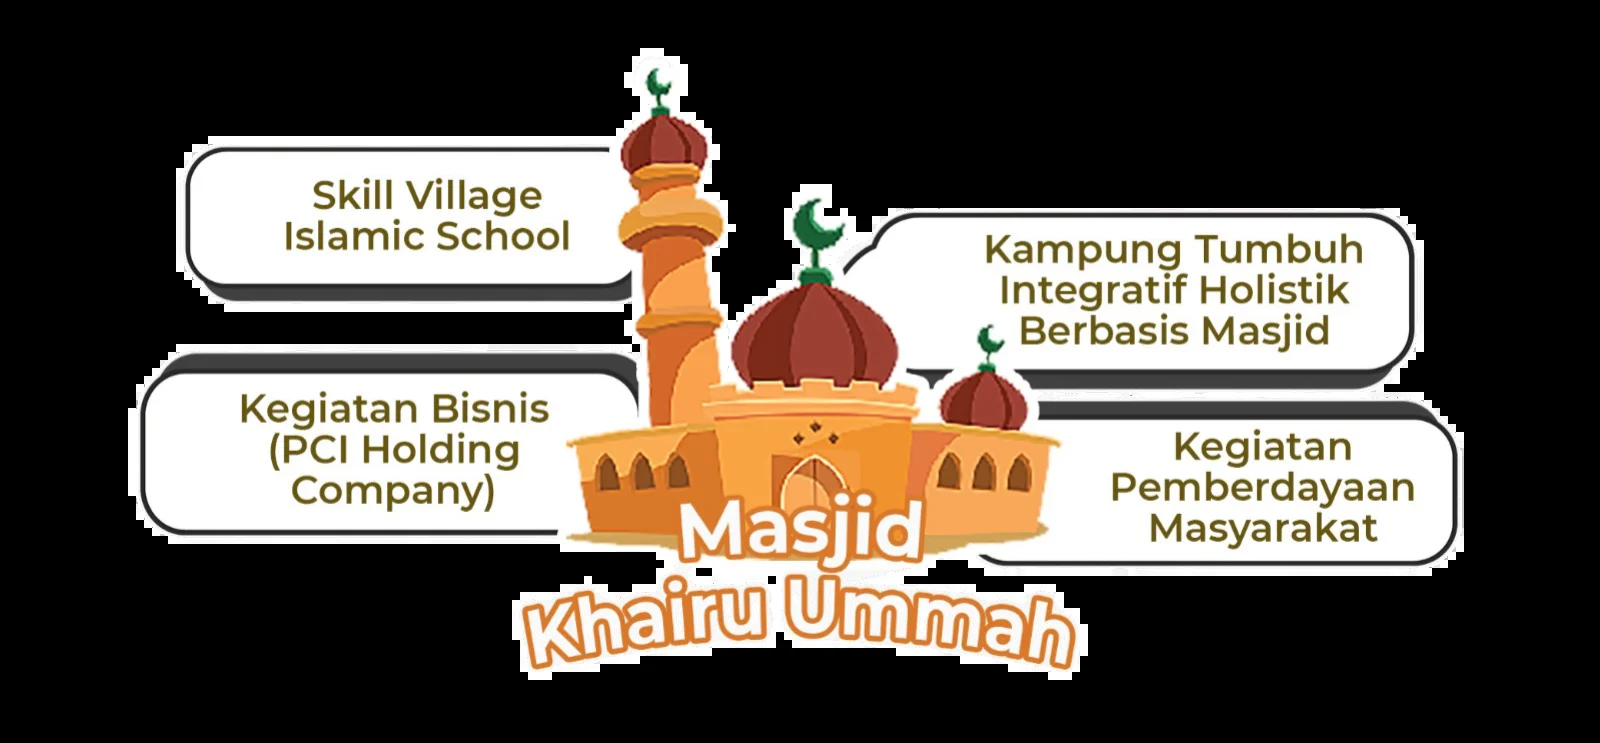 Skill Village
Islamic School
Kegiatan Bisnis
(PCI Holding
Company)
Kampung Tumbuh
Integratif Holistik
Berbasis Masjid
Kegiatan
Pemberdayaan
Masyarakat
Masjid
Khairu Ummah